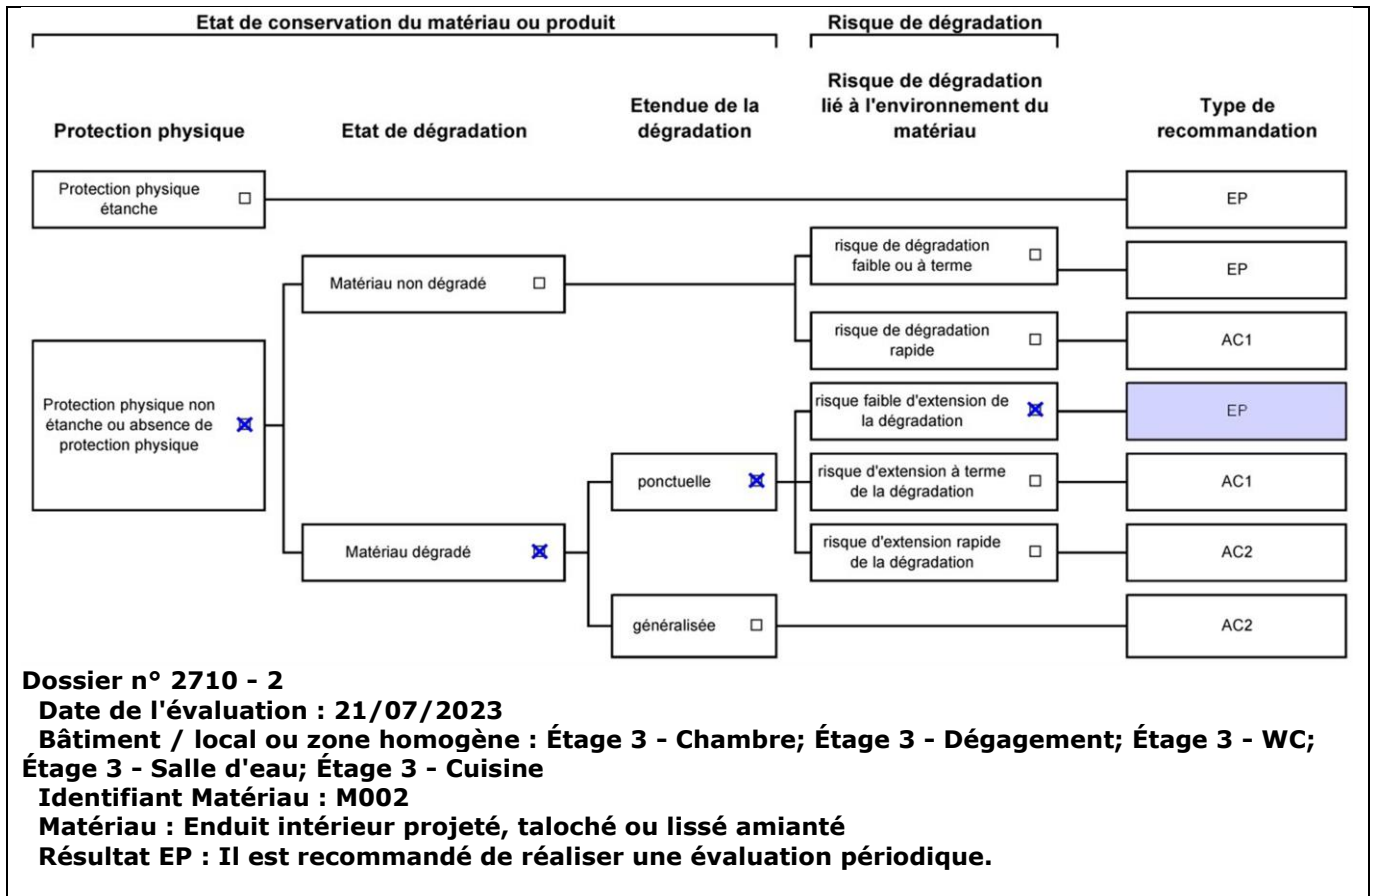 Etat de conservation du matériau ou produit
Risque de dégradation
Protection physique
Etat de dégradation
Etendue de la
dégradation
Risque de dégradation
lié à l'environnement du
matériau
Type de
recommandation
Protection physique
étanche
EP
risque de dégradation
faible ou à terme
EP
Matériau non dégradé
risque de dégradation
rapide
AC1
Protection physique non
étanche ou absence de
protection physique
risque faible d'extension de
la dégradation
EP
ponctuelle
risque d'extension à terme
de la dégradation
AC1
Matériau dégradé
risque d'extension rapide
de la dégradation
AC2
généralisée
AC2
Dossier n° 2710 - 2
Date de l'évaluation : 21/07/2023
Bâtiment / local ou zone homogène : Étage 3 - Chambre; Étage 3 - Dégagement; Étage 3 - WC;
Étage 3 - Salle d'eau; Étage 3 - Cuisine
Identifiant Matériau : M002
Matériau : Enduit intérieur projeté, taloché ou lissé amianté
Résultat EP : Il est recommandé de réaliser une évaluation périodique.